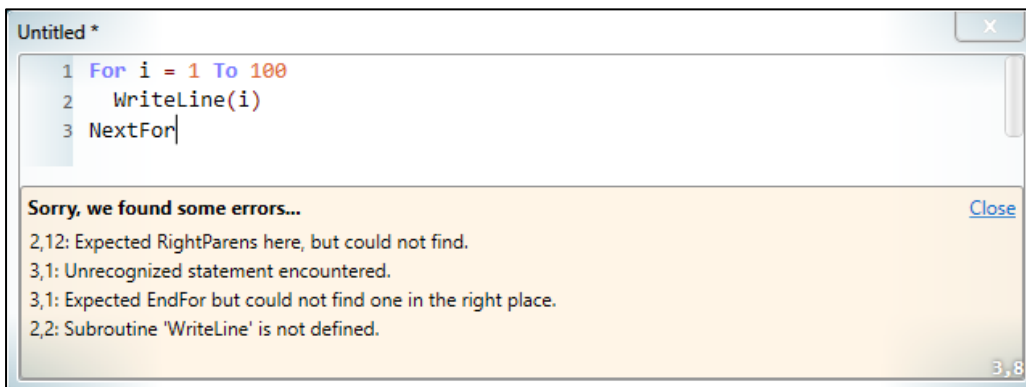 Untitled *
X
1 For i = 1 To 100
2 WriteLine(i)
3 NextFor
Sorry, we found some errors...
Close
2,12: Expected RightParens here, but could not find.
3,1: Unrecognized statement encountered.
3,1: Expected EndFor but could not find one in the right place.
2,2: Subroutine 'WriteLine' is not defined.
3,8